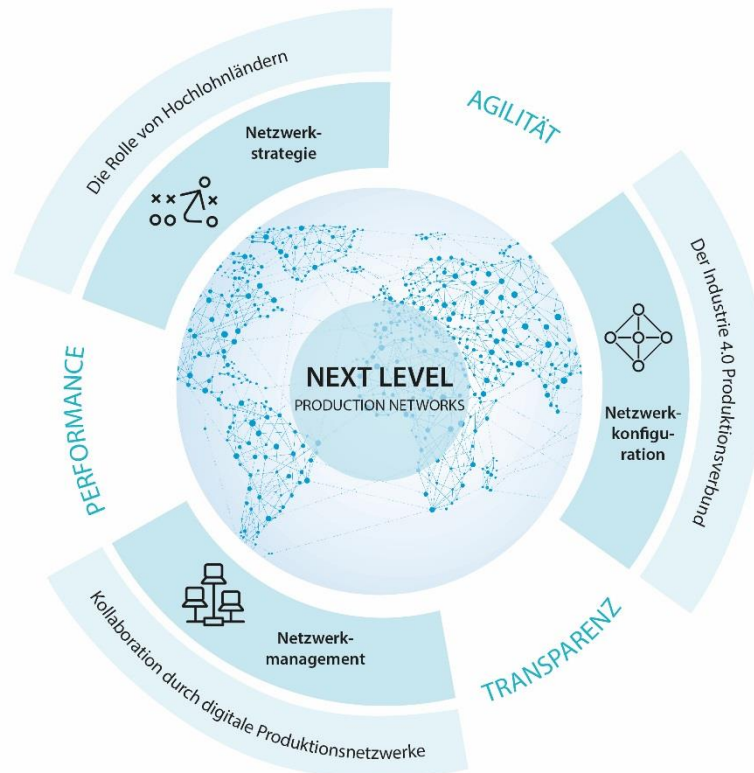 Die Rolle von Hochlohnländern
Netzwerk-
strategie
AGILITÄT
Der Industrie 4.0 Produktionsverbund
Netzwerk-
konfigu-
ration
NEXT LEVEL
PRODUCTION NETWORKS
PERFORMANCE
TRANSPARENZ
Netzwerk-
management
Kollaboration durch digitale Produktionsnetzwerke